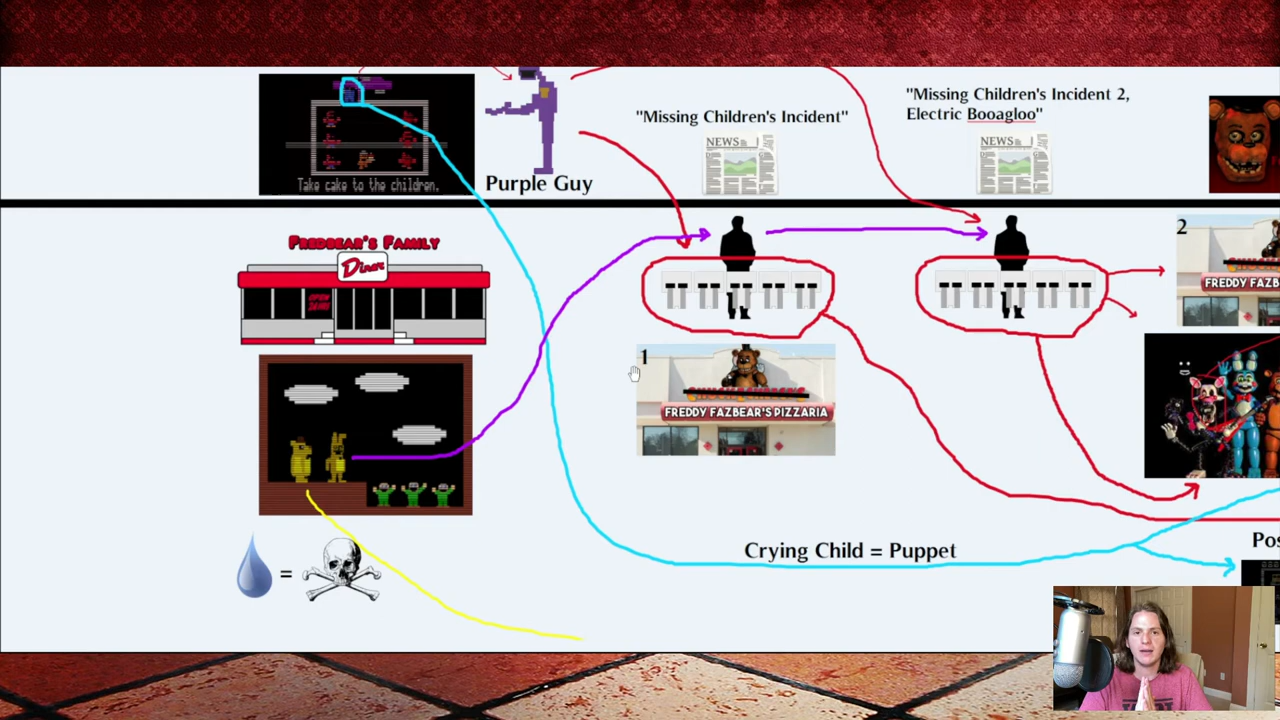 "Missing Children's Incident 2,
Electric Booagloo"
"Missing Children's Incident"
NEWS
NEWS
Take cake to the children.
Purple Guy
FREDBEAR'S FAMILY
Diner
OPEN
2
FREDDY FAZB
1
FREDDY FAZBEAR'S PIZZARIA
=
Crying Child = Puppet
Pos